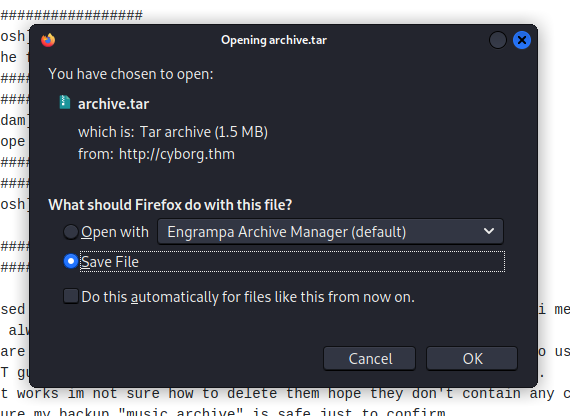 #################
Opening archive.tar
osh]
You have chosen to open:
he f
archive.tar
which is: Tar archive (1.5 MB)
dam]
ope
from: http://cyborg.thm
What should Firefox do with this file?
osh]
Open with Engrampa Archive Manager (default)
Save File
Do this automatically for files like this from now on.
sed i me
alw
are o us
Cancel OK
T gu .
t works im not sure how to delete them hope they don't contain any c
ure my backup "music archive" is safe just to confirm